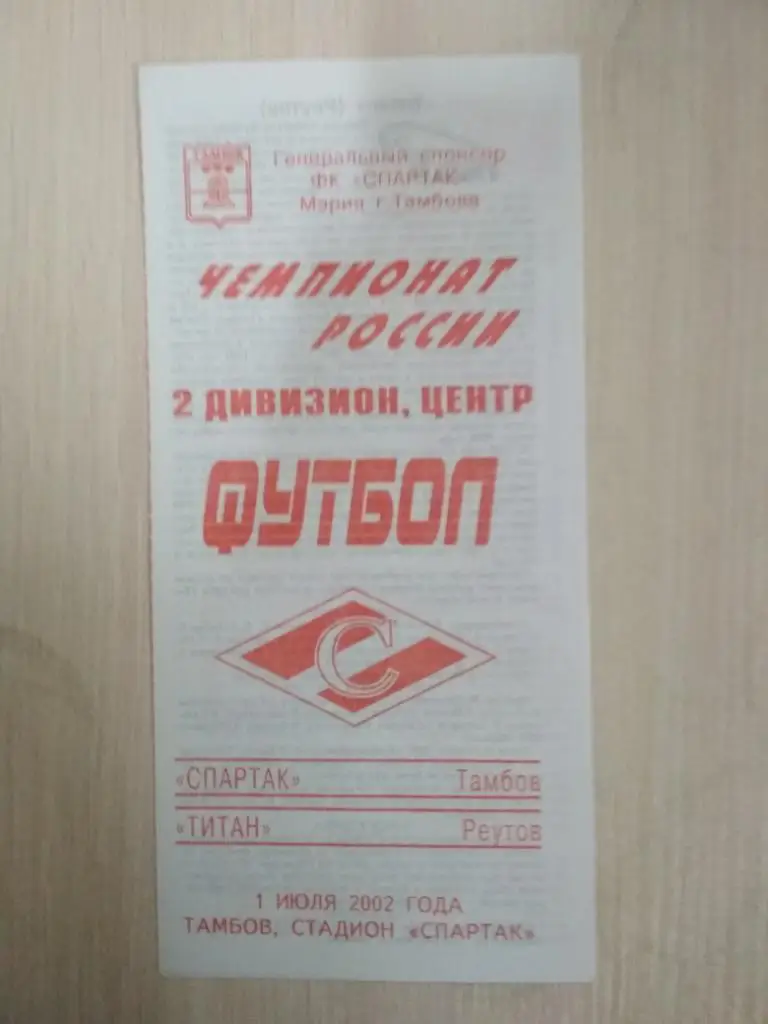 ТАМБОВ
Генеральный спонсор
ФК «СПАРТАК»
Мэрия г.Тамбова
ЧЕМПИОНАТ
РОССИИ
2 ДИВИЗИОН, ЦЕНТР
ФУТБОЛ
С
«СПАРТАК» Тамбов
«ТИТАН» Реутов
1 ИЮЛЯ 2002 ГОДА
ТАМБОВ, СТАДИОН «СПАРТАК»